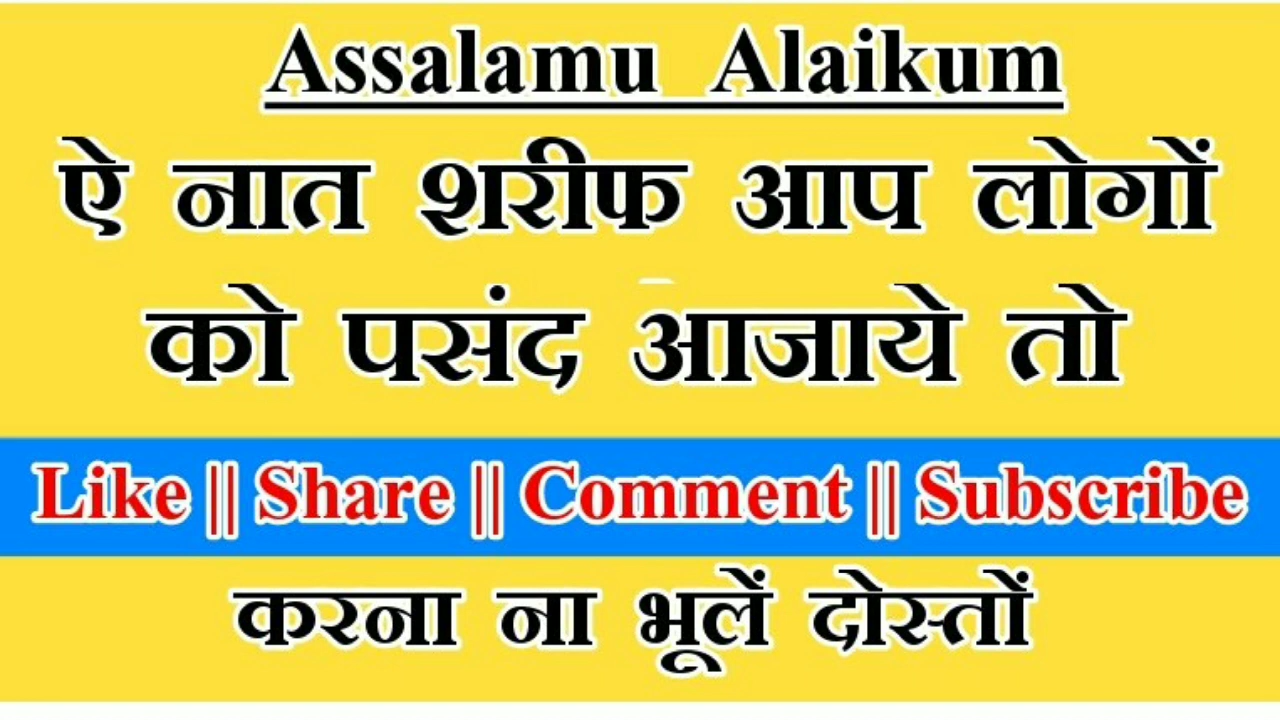 Assalamu Alaikum
ऐ नात शरीफ आप लोगों
को पसंद आजाये तो
Like || Share || Comment || Subscribe
करना ना भूलें दोस्तों